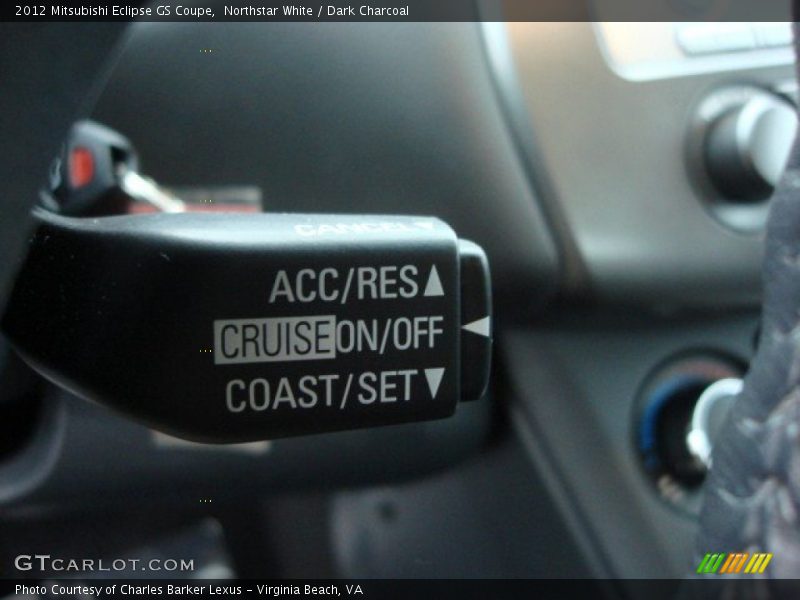 2012 Mitsubishi Eclipse GS Coupe,  Northstar White / Dark Charcoal
CANCEL ▼
ACC/RES ▲
CRUISE ON/OFF ◀
COAST/SET ▼
GTCARLOT.COM
Photo Courtesy of Charles Barker Lexus - Virginia Beach, VA